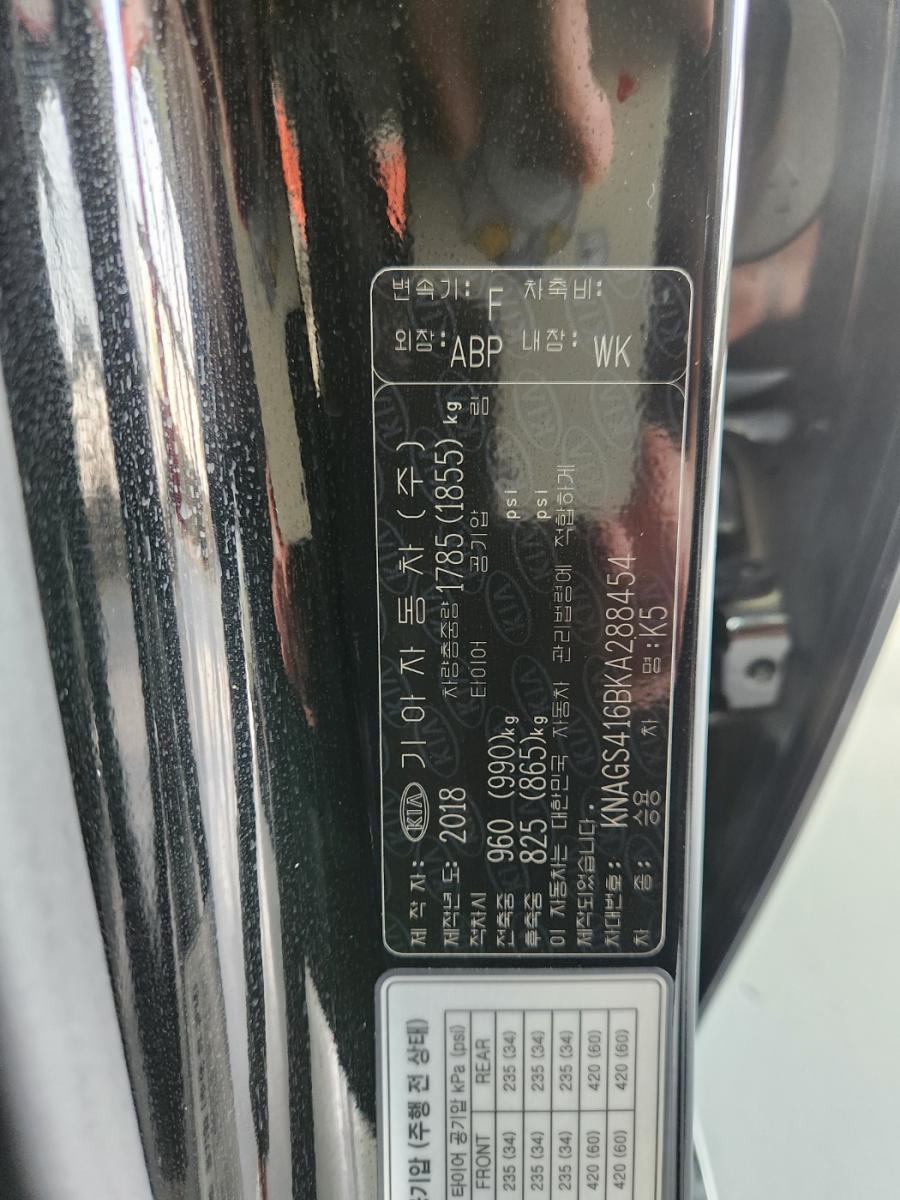 제 작 자: KIA 기아자동차(주)
제작년 도: 2018 차량총중량 1785(1855) kg
적차시 타이어 공기압 림
전축중 960 (990)kg psi
후축중 825 (865)kg psi
이 자동차는 대한민국 자동차 관리법령에 적합하게
제작되었습니다.
차대번호: KNAGS416BKA288454
차 종: 승용 차 명:K5
변속기: F 차축비:
외장: ABP 내장: WK
(주행 전 상태)
타이어 공기압 kPa (psi)
FRONT REAR
235 (34) 235 (34)
235 (34) 235 (34)
235 (34) 235 (34)
420 (60) 420 (60)
420 (60) 420 (60)